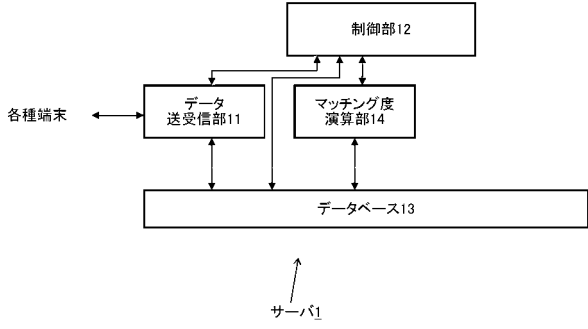 制御部12
データ
送受信部11
マッチング度
演算部14
各種端末
データベース13
サーバ1